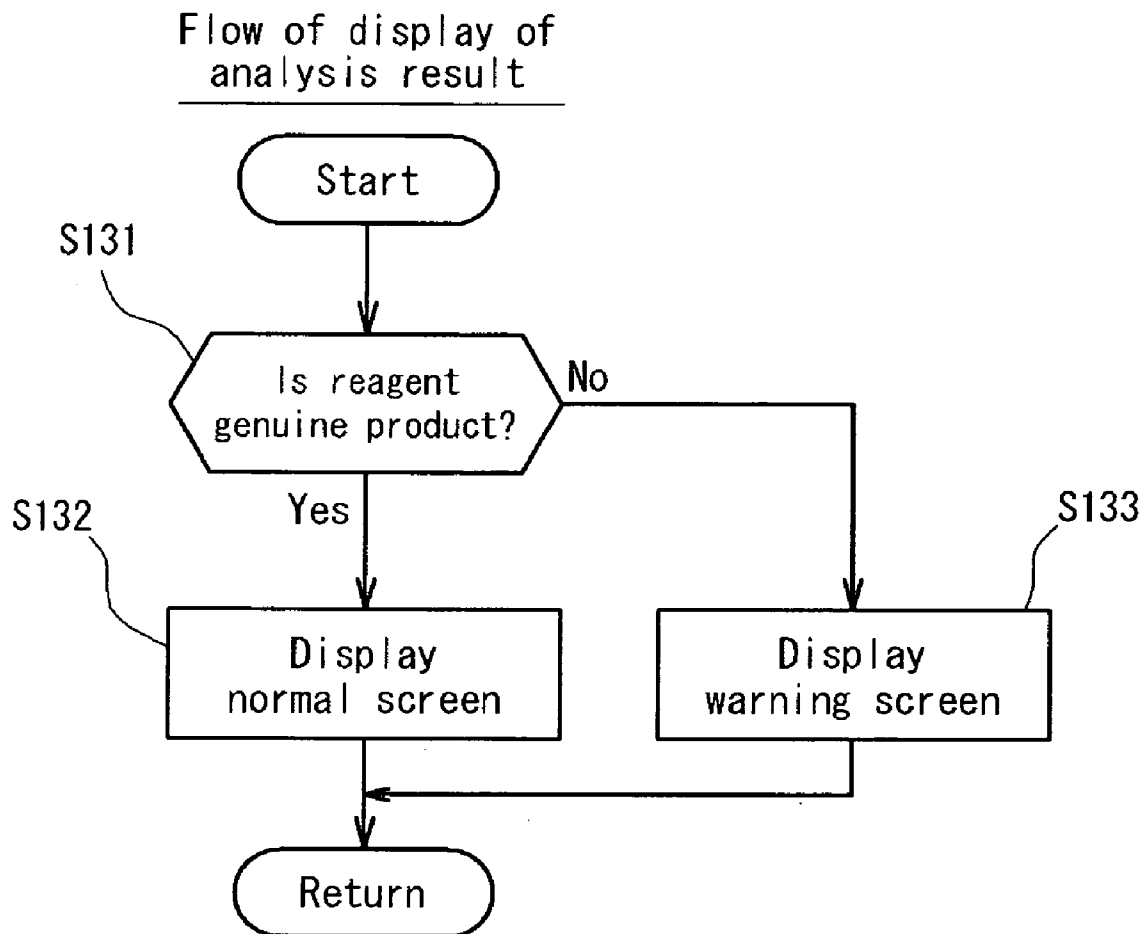 Flow of display of
analysis result
Start
S131
Is reagent
genuine product?
No
Yes
S132
S133
Display
normal screen
Display
warning screen
Return